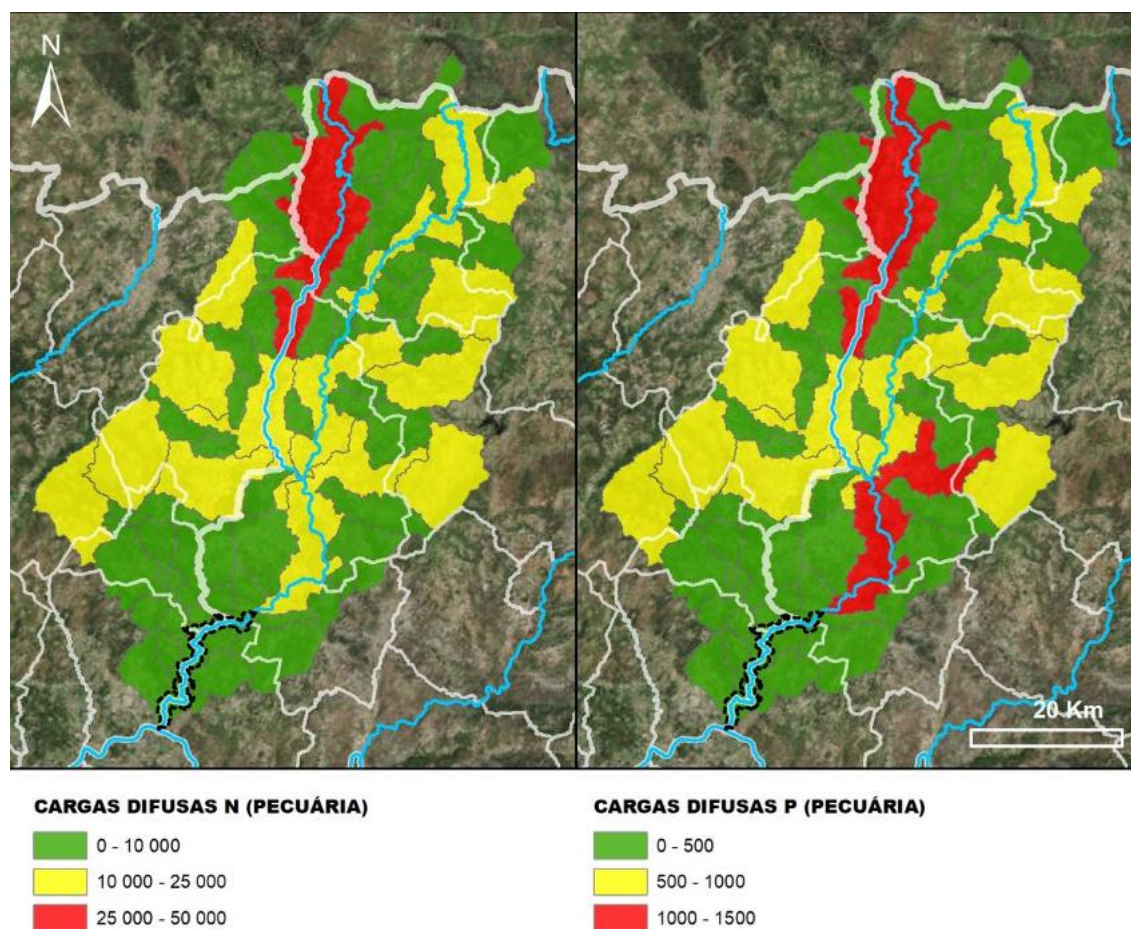 N
20 Km
CARGAS DIFUSAS N (PECUÁRIA)
0 - 10 000
10 000 - 25 000
25 000 - 50 000
CARGAS DIFUSAS P (PECUÁRIA)
0 - 500
500 - 1000
1000 - 1500